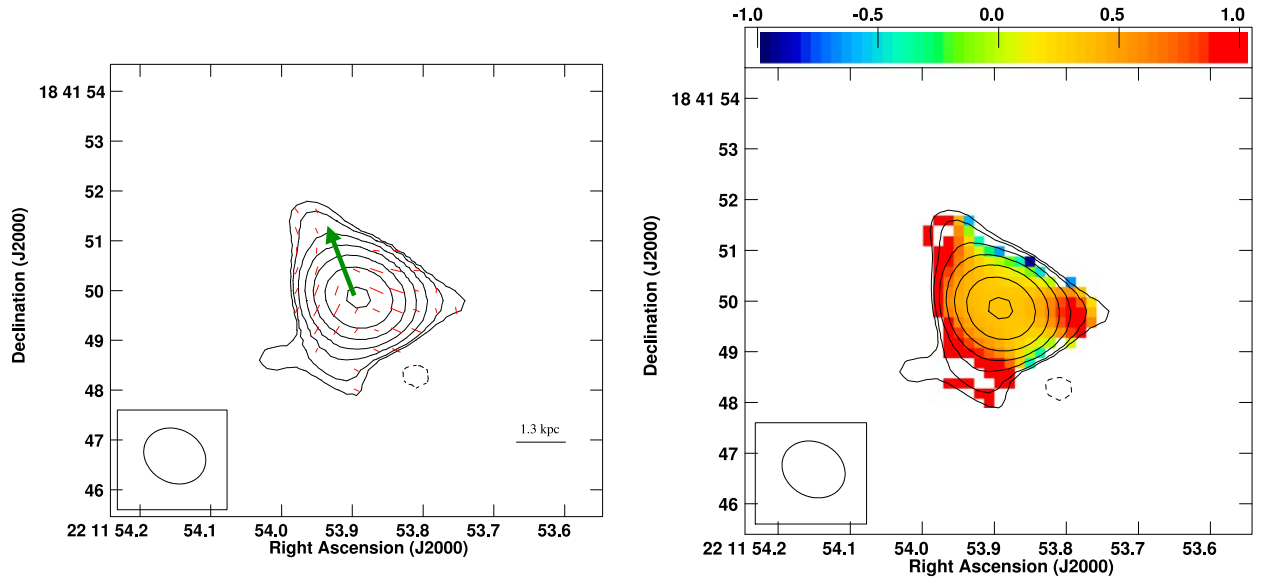 18 41 54
53
52
51
50
49
48
47
46
Declination (J2000)
1.3 kpc
22 11 54.2 54.1 54.0 53.9 53.8 53.7 53.6
Right Ascension (J2000)
-1.0 -0.5 0.0 0.5 1.0
18 41 54
53
52
51
50
49
48
47
46
Declination (J2000)
22 11 54.2 54.1 54.0 53.9 53.8 53.7 53.6
Right Ascension (J2000)